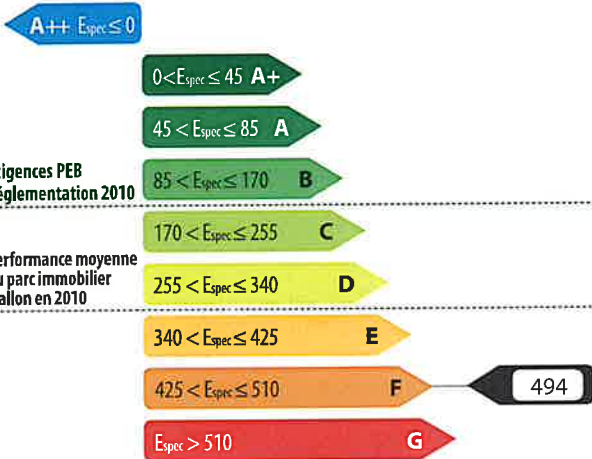 A++ Espec ≤ 0
0 < Espec ≤ 45 A+
45 < Espec ≤ 85 A
igences PEB
églementation 2010
85 < Espec ≤ 170 B
170 < Espec ≤ 255 C
erformance moyenne
u parc immobilier
allon en 2010
255 < Espec ≤ 340 D
340 < Espec ≤ 425 E
425 < Espec ≤ 510 F
494
Espec > 510 G